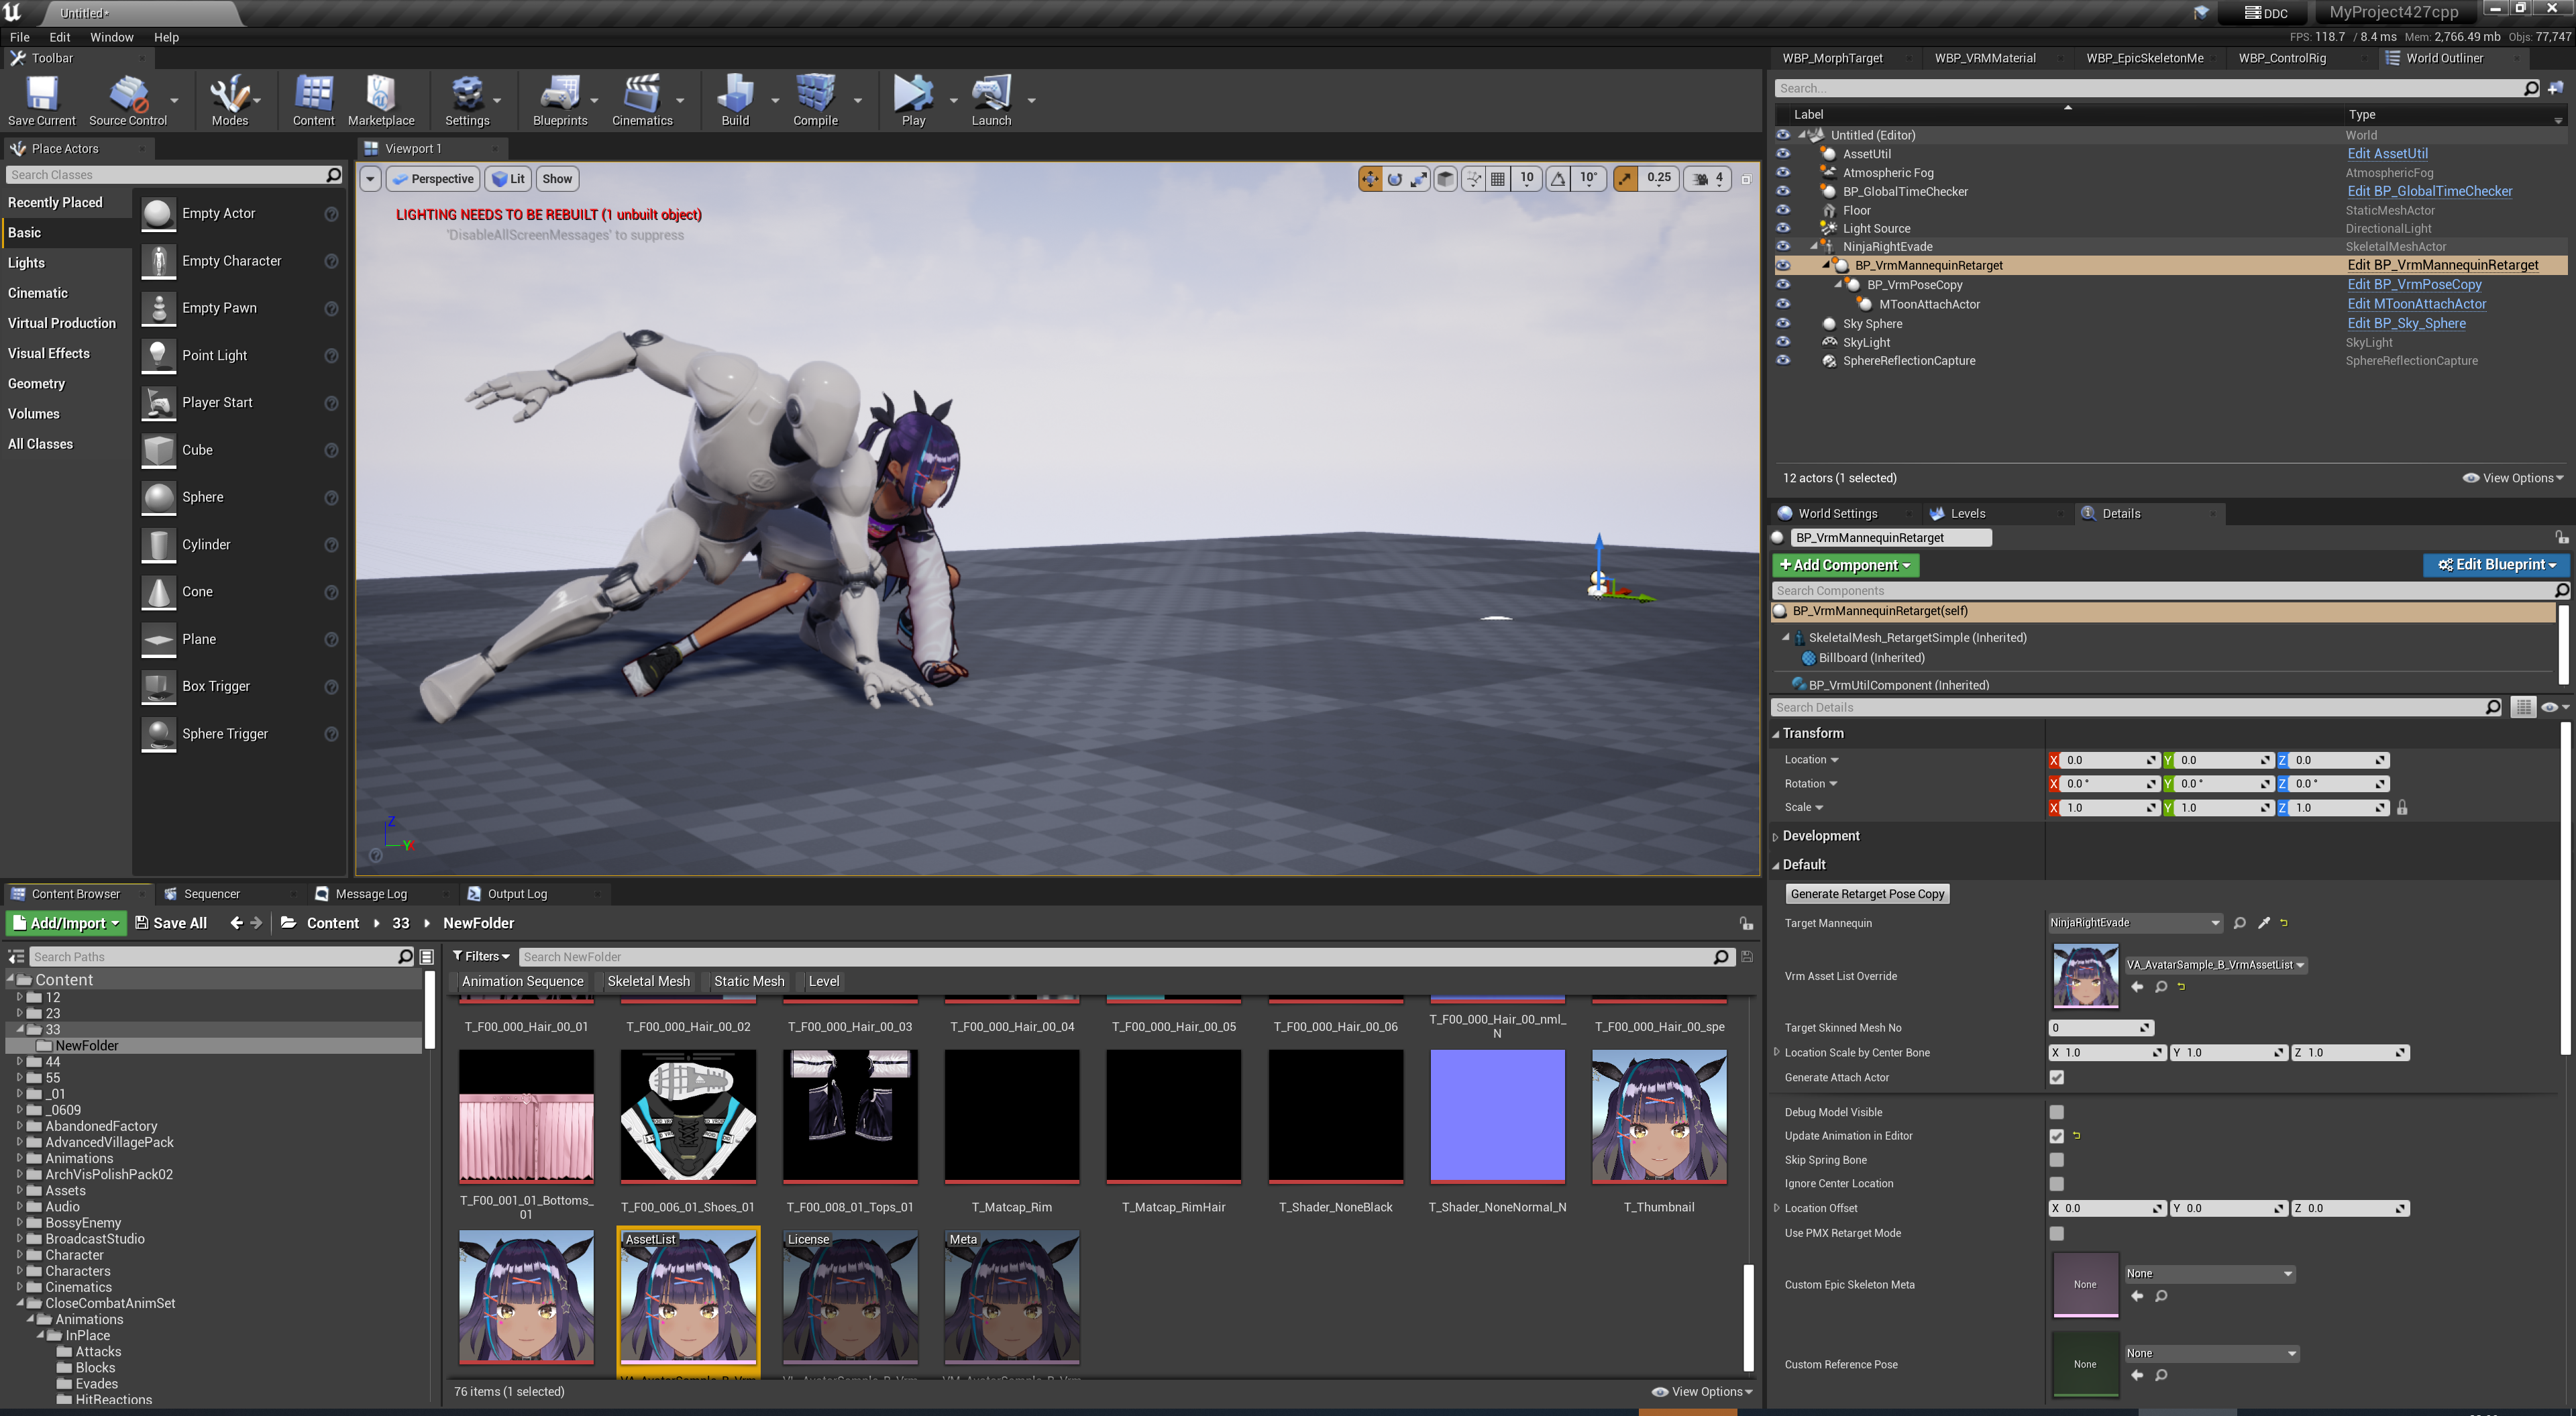 Untitled*
DDC
MyProject427cpp
File Edit Window Help
FPS: 118.7 / 8.4 ms Mem: 2,766.49 mb Objs: 77,747
Toolbar
WBP_MorphTarget WBP_VRMMaterial WBP_EpicSkeletonMe WBP_ControlRig World Outliner
Save Current Source Control Modes Content Marketplace Settings Blueprints Cinematics Build Compile Play Launch
Search...
Label Type
Untitled (Editor) World
AssetUtil Edit AssetUtil
Atmospheric Fog AtmosphericFog
BP_GlobalTimeChecker Edit BP_GlobalTimeChecker
Floor StaticMeshActor
Light Source DirectionalLight
NinjaRightEvade SkeletalMeshActor
BP_VrmMannequinRetarget Edit BP_VrmMannequinRetarget
BP_VrmPoseCopy Edit BP_VrmPoseCopy
MToonAttachActor Edit MToonAttachActor
Sky Sphere Edit BP_Sky_Sphere
SkyLight SkyLight
SphereReflectionCapture SphereReflectionCapture
12 actors (1 selected) View Options
Place Actors
Search Classes
Recently Placed
Basic
Lights
Cinematic
Virtual Production
Visual Effects
Geometry
Volumes
All Classes
Empty Actor
Empty Character
Empty Pawn
Point Light
Player Start
Cube
Sphere
Cylinder
Cone
Plane
Box Trigger
Sphere Trigger
Viewport 1
Perspective Lit Show 10 10° 0.25 4
LIGHTING NEEDS TO BE REBUILT (1 unbuilt object)
'DisableAllScreenMessages' to suppress
Z
Y
World Settings Levels Details
BP_VrmMannequinRetarget
+Add Component Edit Blueprint
Search Components
BP_VrmMannequinRetarget(self)
SkeletalMesh_RetargetSimple (Inherited)
Billboard (Inherited)
BP_VrmUtilComponent (Inherited)
Search Details
Transform
Location X 0.0 Y 0.0 Z 0.0
Rotation X 0.0 ° Y 0.0 ° Z 0.0 °
Scale X 1.0 Y 1.0 Z 1.0
Development
Default
Generate Retarget Pose Copy
Target Mannequin NinjaRightEvade
Vrm Asset List Override VA_AvatarSample_B_VrmAssetList
Target Skinned Mesh No 0
Location Scale by Center Bone X 1.0 Y 1.0 Z 1.0
Generate Attach Actor
Debug Model Visible
Update Animation in Editor
Skip Spring Bone
Ignore Center Location
Location Offset X 0.0 Y 0.0 Z 0.0
Use PMX Retarget Mode
Custom Epic Skeleton Meta None None
Custom Reference Pose None None
Content Browser Sequencer Message Log Output Log
Add/Import Save All Content 33 NewFolder
Search Paths
Content
12
23
33
NewFolder
44
55
_01
_0609
AbandonedFactory
AdvancedVillagePack
Animations
ArchVisPolishPack02
Assets
Audio
BossyEnemy
BroadcastStudio
Character
Characters
Cinematics
CloseCombatAnimSet
Animations
InPlace
Attacks
Blocks
Evades
HitReactions
Filters Search NewFolder
Animation Sequence Skeletal Mesh Static Mesh Level
T_F00_000_Hair_00_01 T_F00_000_Hair_00_02 T_F00_000_Hair_00_03 T_F00_000_Hair_00_04 T_F00_000_Hair_00_05 T_F00_000_Hair_00_06 T_F00_000_Hair_00_nml_N T_F00_000_Hair_00_spe
T_F00_001_01_Bottoms_01 T_F00_006_01_Shoes_01 T_F00_008_01_Tops_01 T_Matcap_Rim T_Matcap_RimHair T_Shader_NoneBlack T_Shader_NoneNormal_N T_Thumbnail
AssetList License Meta
76 items (1 selected) View Options